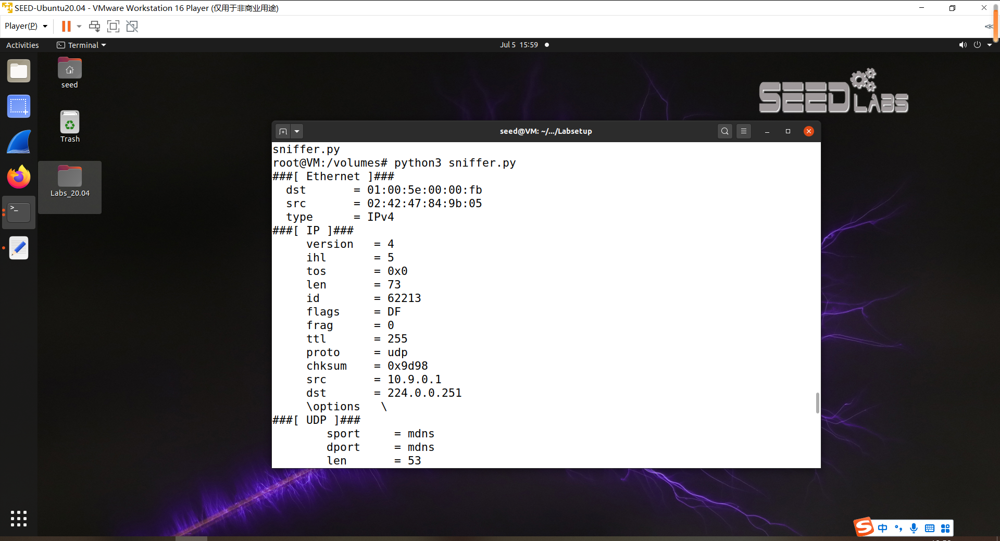 SEED-Ubuntu20.04 - VMware Workstation 16 Player (仅用于非商业用途)
Player(P)
Activities
Terminal
Jul 5 15:59
seed
Trash
Labs_20.04
SEED LABS
seed@VM: ~/.../Labsetup
sniffer.py
root@VM:/volumes# python3 sniffer.py
###[ Ethernet ]###
  dst       = 01:00:5e:00:00:fb
  src       = 02:42:47:84:9b:05
  type      = IPv4
###[ IP ]###
     version   = 4
     ihl       = 5
     tos       = 0x0
     len       = 73
     id        = 62213
     flags     = DF
     frag      = 0
     ttl       = 255
     proto     = udp
     chksum    = 0x9d98
     src       = 10.9.0.1
     dst       = 224.0.0.251
     \options   \
###[ UDP ]###
        sport     = mdns
        dport     = mdns
        len       = 53
中